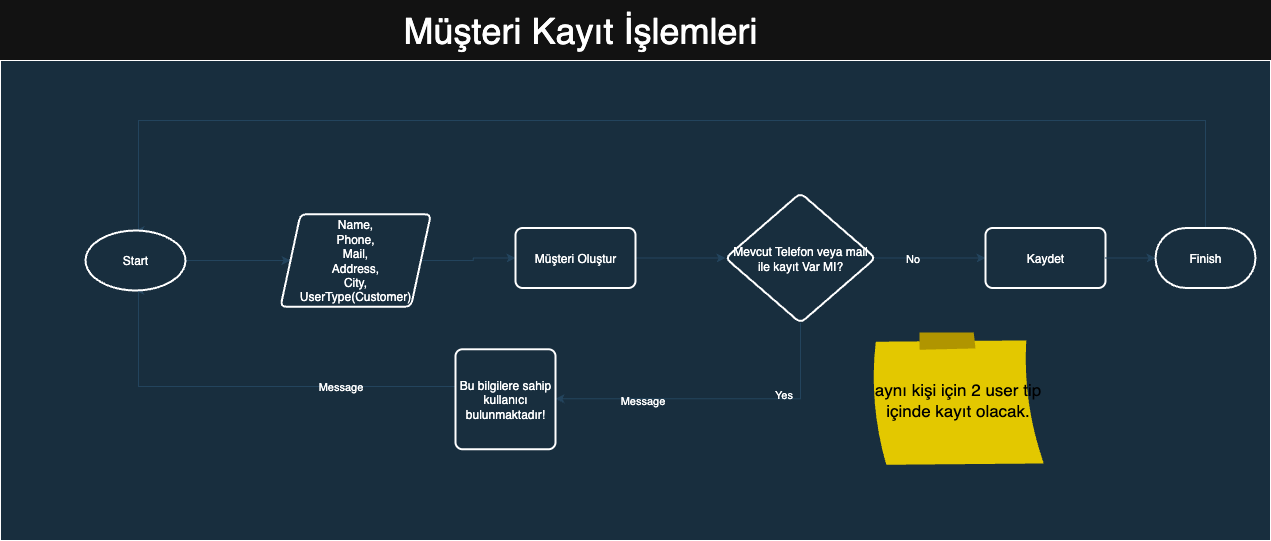 Müşteri Kayıt İşlemleri
Start
Name,
Phone,
Mail,
Address,
City,
UserType(Customer)
Müşteri Oluştur
Mevcut Telefon veya mail
ile kayıt Var MI?
No
Kaydet
Finish
Yes
Message
Bu bilgilere sahip
kullanıcı
bulunmaktadır!
Message
aynı kişi için 2 user tip
içinde kayıt olacak.